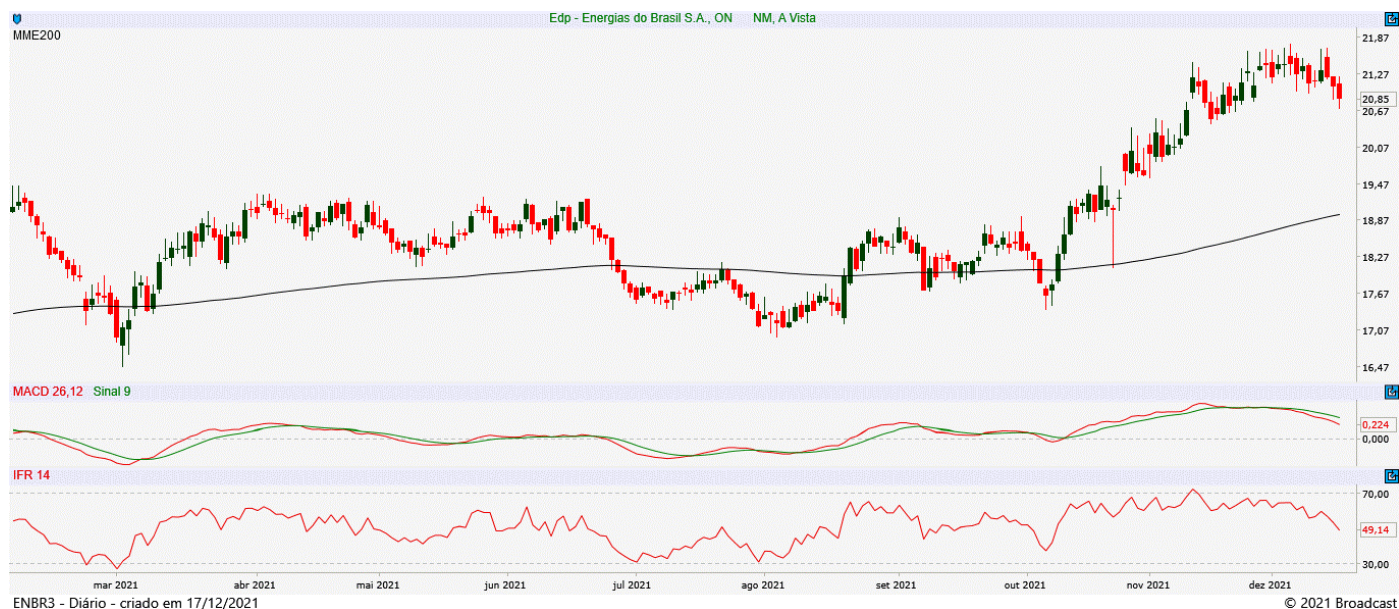 Edp - Energias do Brasil S.A., ON NM, A Vista
MME200
21,87
21,27
20,85
20,67
20,07
19,47
18,87
18,27
17,67
17,07
16,47
MACD 26,12 Sinal 9
0,224
0,000
IFR 14
70,00
49,14
30,00
mar 2021 abr 2021 mai 2021 jun 2021 jul 2021 ago 2021 set 2021 out 2021 nov 2021 dez 2021
ENBR3 - Diário - criado em 17/12/2021 © 2021 Broadcast